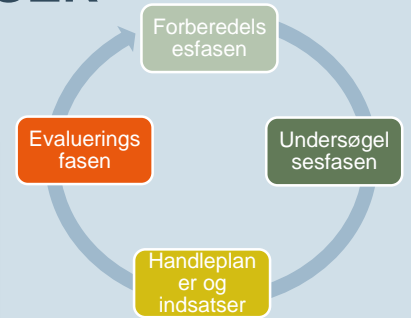 Forberedels
esfasen
Undersøgel
sesfasen
Handleplan
er og
indsatser
Evaluerings
fasen